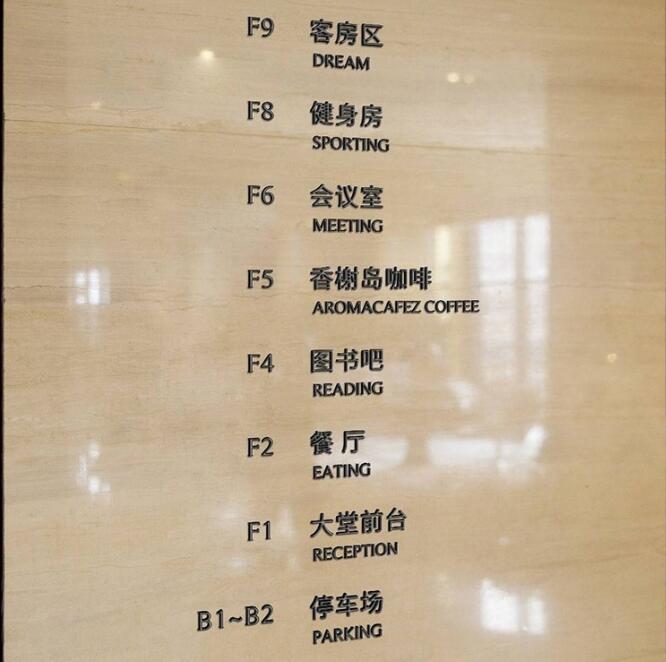 F9 客房区
DREAM
F8 健身房
SPORTING
F6 会议室
MEETING
F5 香榭岛咖啡
AROMACAFEZ COFFEE
F4 图书吧
READING
F2 餐厅
EATING
F1 大堂前台
RECEPTION
B1~B2 停车场
PARKING